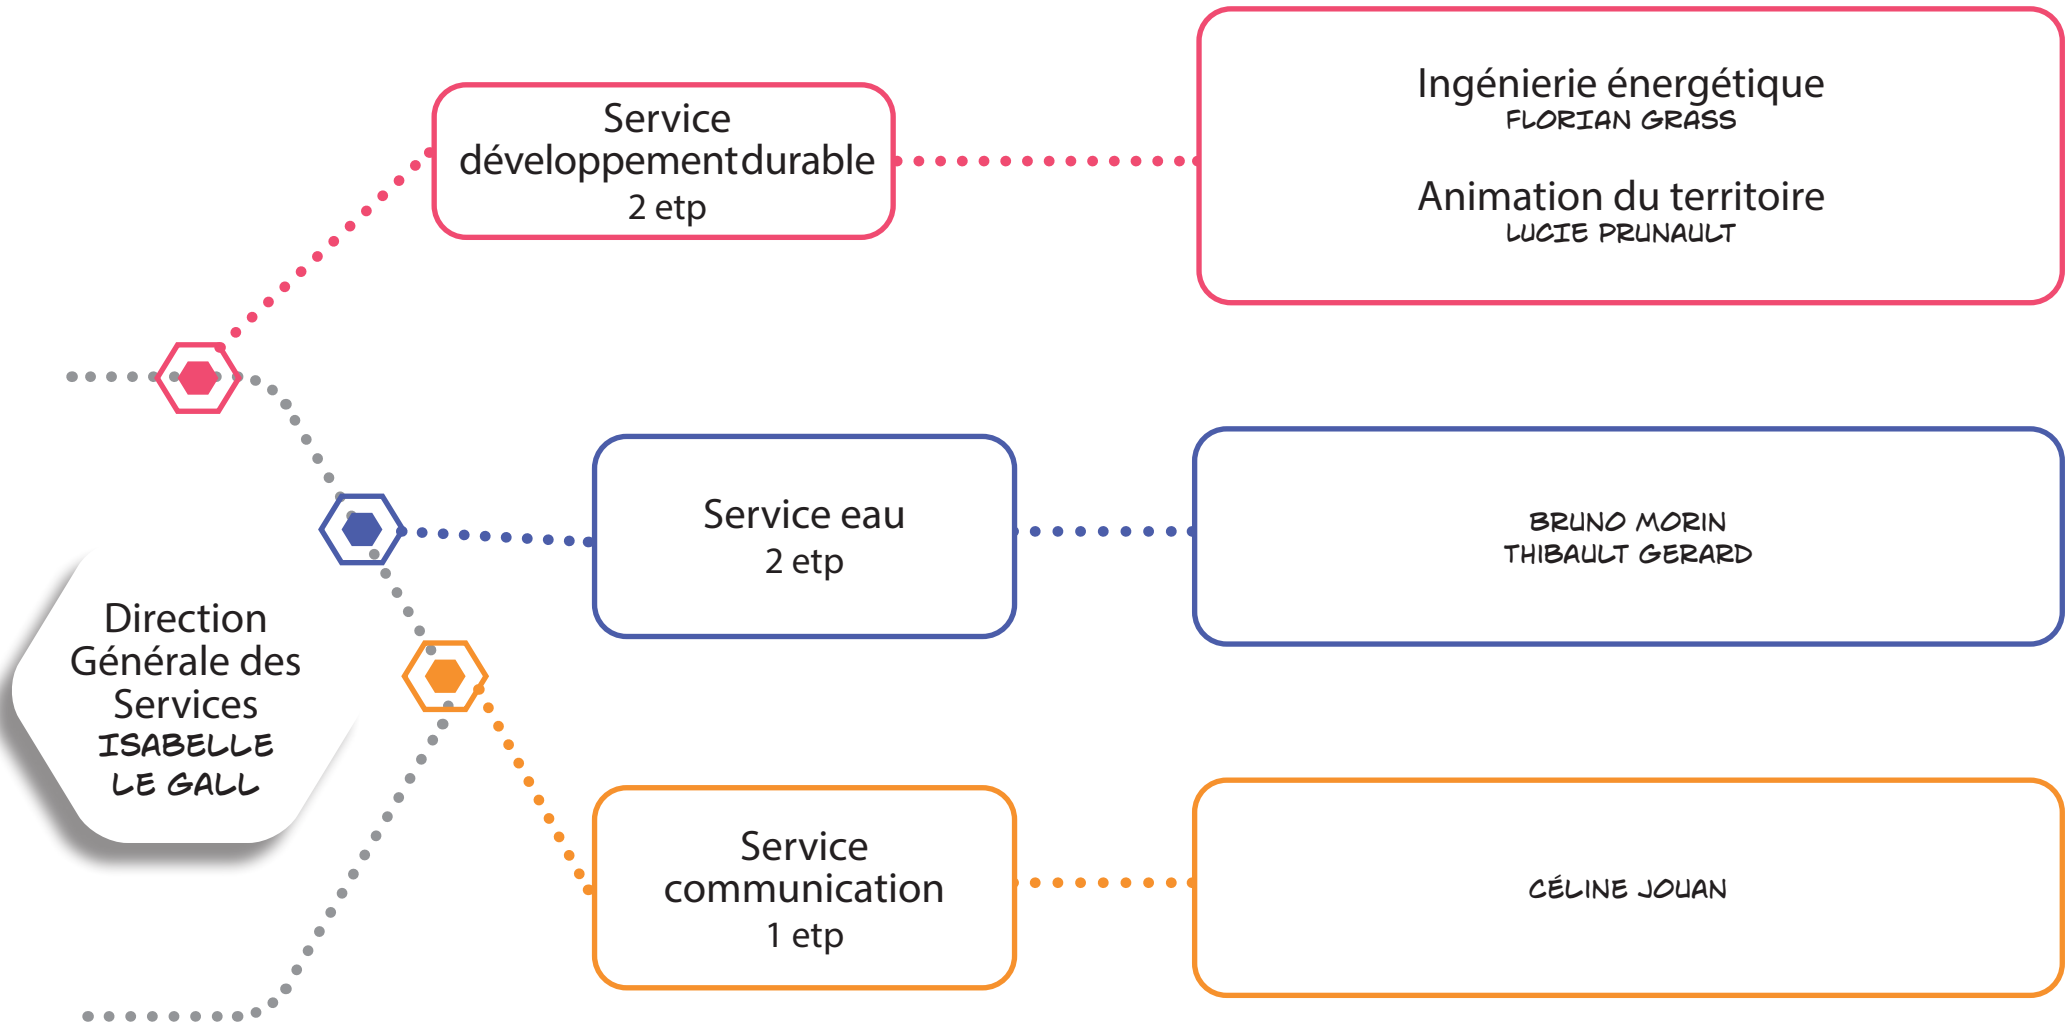 Service
développement durable
2 etp
Ingénierie énergétique
FLORIAN GRASS
Animation du territoire
LUCIE PRUNAULT
Service eau
2 etp
BRUNO MORIN
THIBAULT GERARD
Direction
Générale des
Services
ISABELLE
LE GALL
Service
communication
1 etp
CÉLINE JOUAN